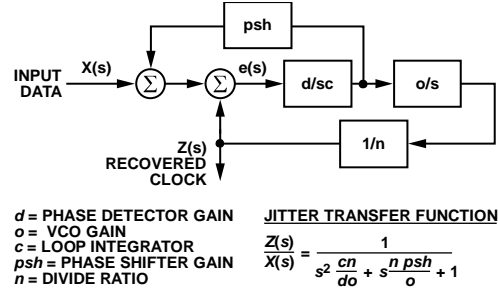 psh
INPUT
DATA
X(s)
Σ
Σ
e(s)
d/sc
o/s
1/n
Z(s)
RECOVERED
CLOCK
d = PHASE DETECTOR GAIN
o = VCO GAIN
c = LOOP INTEGRATOR
psh = PHASE SHIFTER GAIN
n = DIVIDE RATIO
JITTER TRANSFER FUNCTION
Z(s)/X(s) = 1/(s² cn/do + s n psh/o + 1)